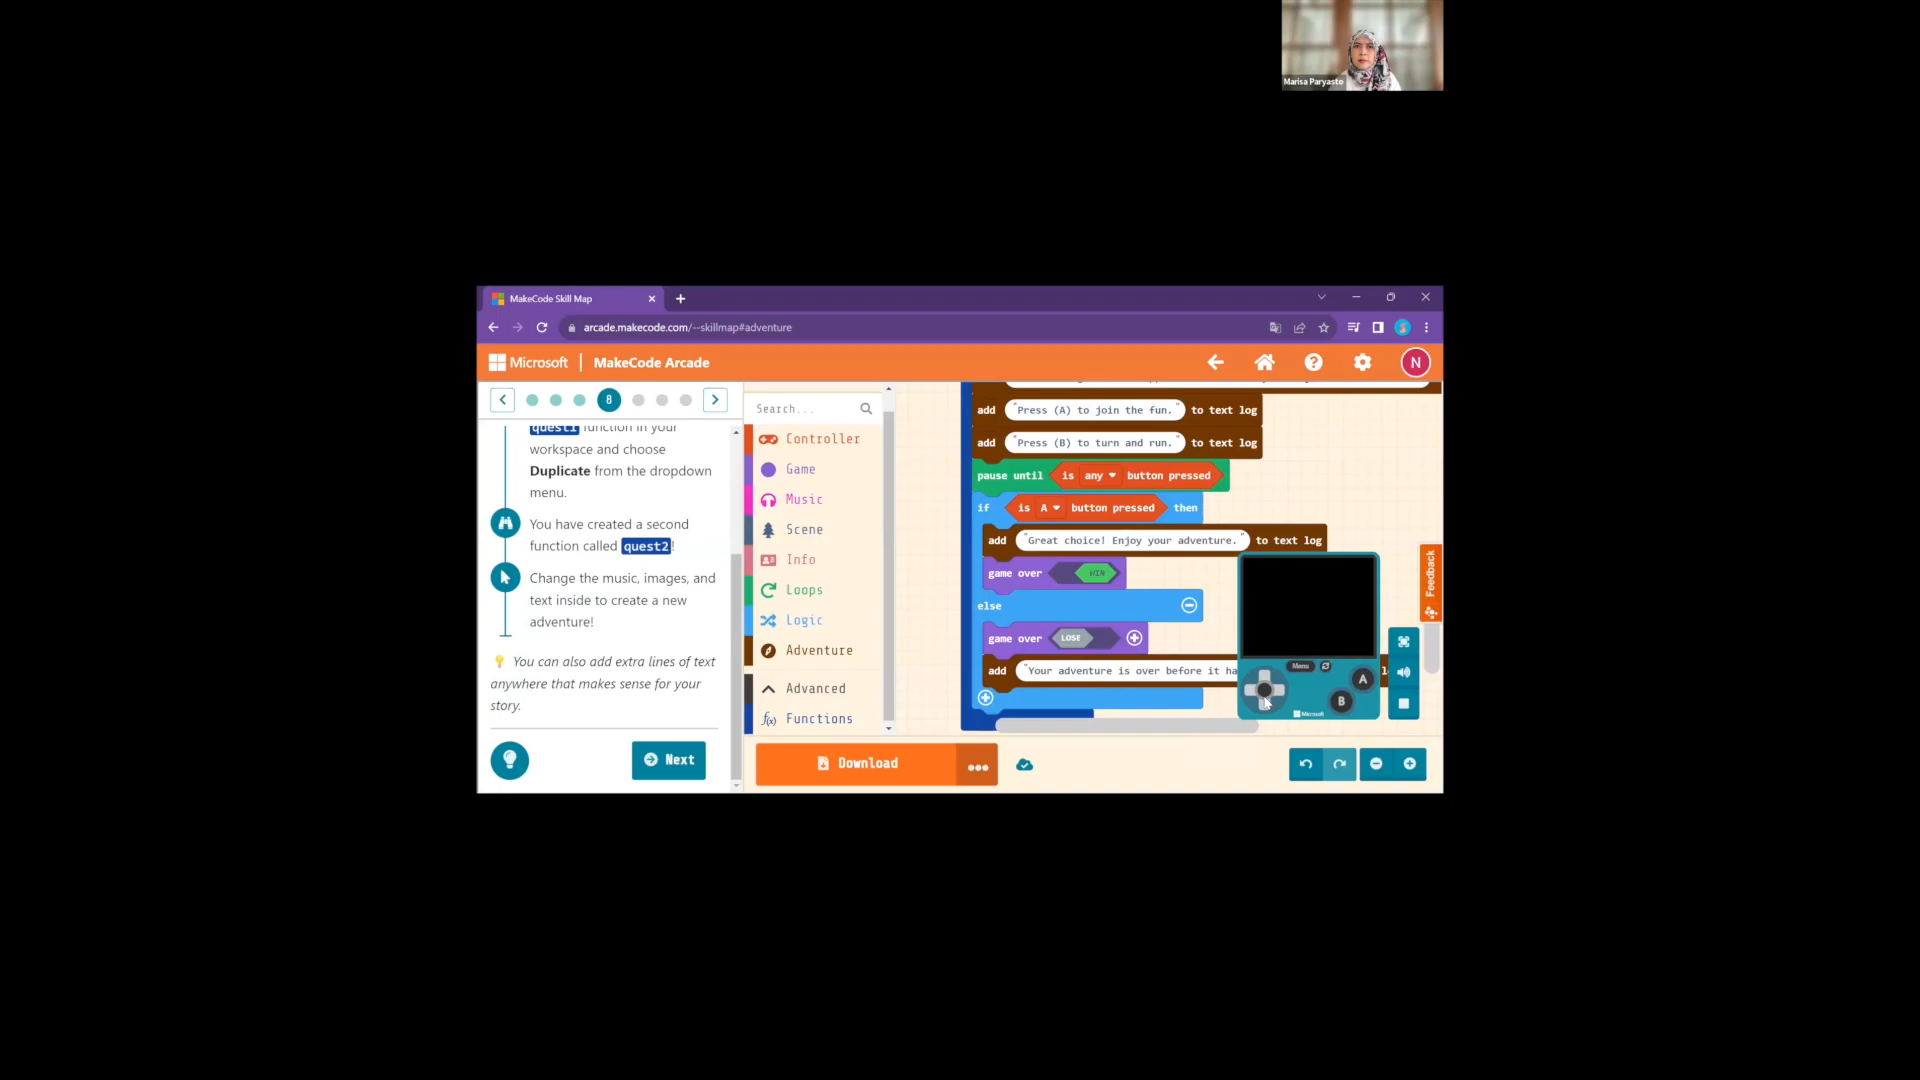 Marisa Paryasto
MakeCode Skill Map
arcade.makecode.com/--skillmap#adventure
Microsoft | MakeCode Arcade
N
8
quest1 function in your
workspace and choose
Duplicate from the dropdown
menu.
You have created a second
function called quest2!
Change the music, images, and
text inside to create a new
adventure!
You can also add extra lines of text
anywhere that makes sense for your
story.
Next
Search...
Controller
Game
Music
Scene
Info
Loops
Logic
Adventure
Advanced
f(x) Functions
add "Press (A) to join the fun." to text log
add "Press (B) to turn and run." to text log
pause until is any button pressed
if is A button pressed then
add "Great choice! Enjoy your adventure." to text log
game over WIN
else
game over LOSE
add "Your adventure is over before it ha
Menu
A
B
Microsoft
Feedback
Download